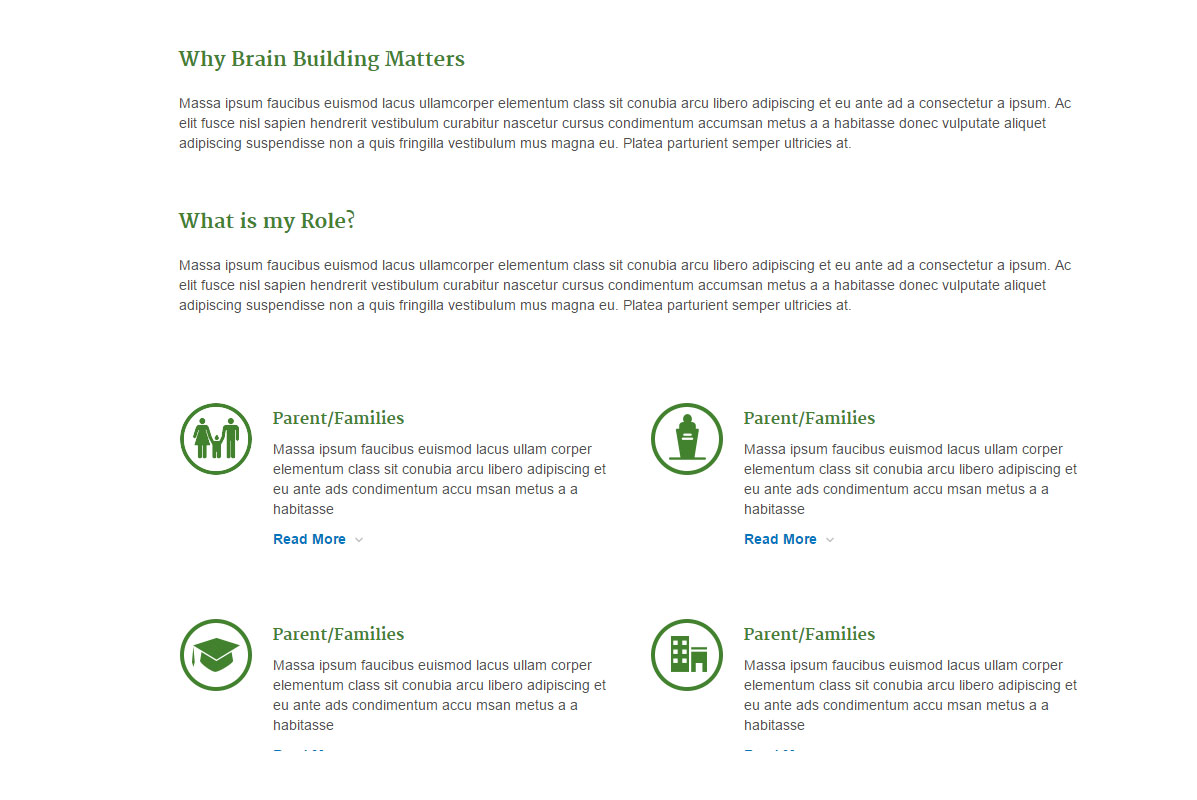 Why Brain Building Matters
Massa ipsum faucibus euismod lacus ullamcorper elementum class sit conubia arcu libero adipiscing et eu ante ad a consectetur a ipsum. Ac
elit fusce nisl sapien hendrerit vestibulum curabitur nascetur cursus condimentum accumsan metus a a habitasse donec vulputate aliquet
adipiscing suspendisse non a quis fringilla vestibulum mus magna eu. Platea parturient semper ultricies at.
What is my Role?
Massa ipsum faucibus euismod lacus ullamcorper elementum class sit conubia arcu libero adipiscing et eu ante ad a consectetur a ipsum. Ac
elit fusce nisl sapien hendrerit vestibulum curabitur nascetur cursus condimentum accumsan metus a a habitasse donec vulputate aliquet
adipiscing suspendisse non a quis fringilla vestibulum mus magna eu. Platea parturient semper ultricies at.
Parent/Families
Massa ipsum faucibus euismod lacus ullam corper
elementum class sit conubia arcu libero adipiscing et
eu ante ads condimentum accu msan metus a a
habitasse
Read More
Parent/Families
Massa ipsum faucibus euismod lacus ullam corper
elementum class sit conubia arcu libero adipiscing et
eu ante ads condimentum accu msan metus a a
habitasse
Read More
Parent/Families
Massa ipsum faucibus euismod lacus ullam corper
elementum class sit conubia arcu libero adipiscing et
eu ante ads condimentum accu msan metus a a
habitasse
Parent/Families
Massa ipsum faucibus euismod lacus ullam corper
elementum class sit conubia arcu libero adipiscing et
eu ante ads condimentum accu msan metus a a
habitasse